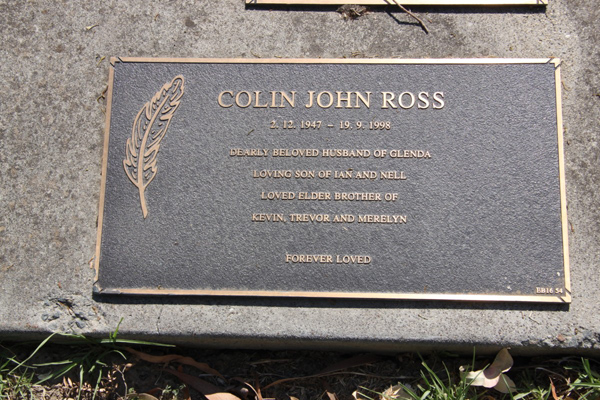 COLIN JOHN ROSS
2. 12. 1947 – 19. 9. 1998
DEARLY BELOVED HUSBAND OF GLENDA
LOVING SON OF IAN AND NELL
LOVED ELDER BROTHER OF
KEVIN, TREVOR AND MERELYN
FOREVER LOVED
EB16 54